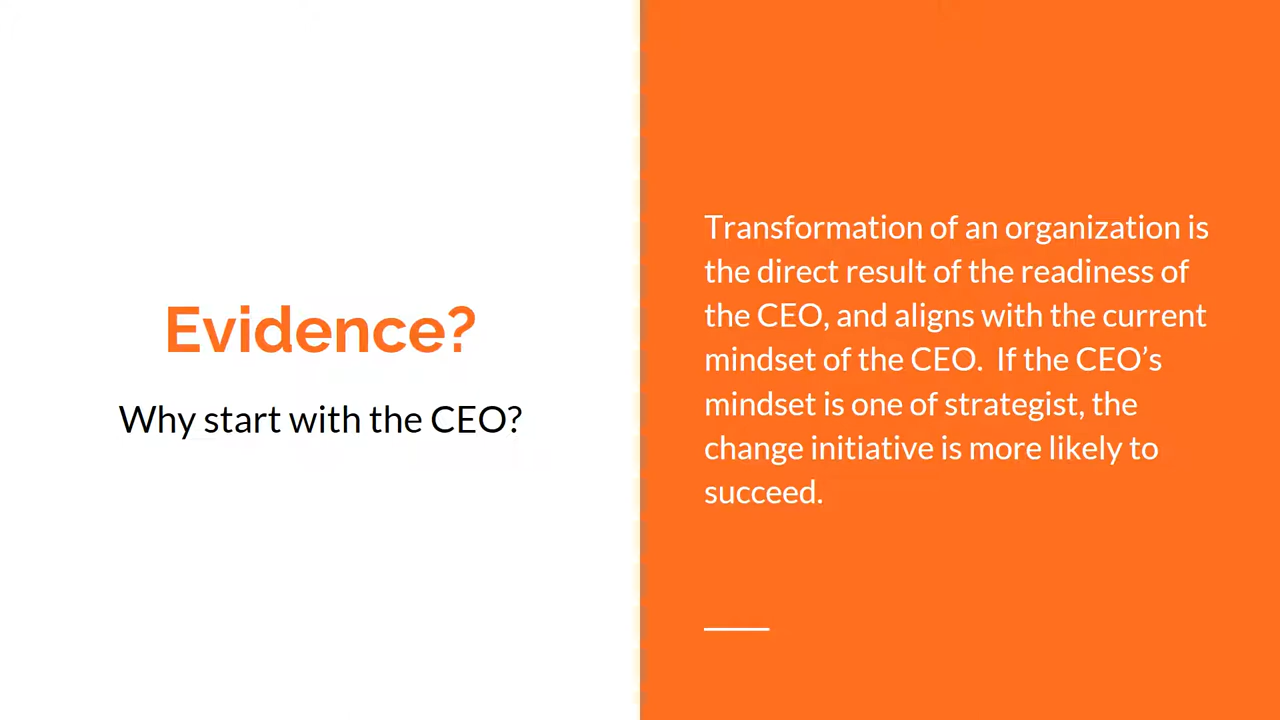 Evidence?
Why start with the CEO?
Transformation of an organization is
the direct result of the readiness of
the CEO, and aligns with the current
mindset of the CEO.  If the CEO’s
mindset is one of strategist, the
change initiative is more likely to
succeed.